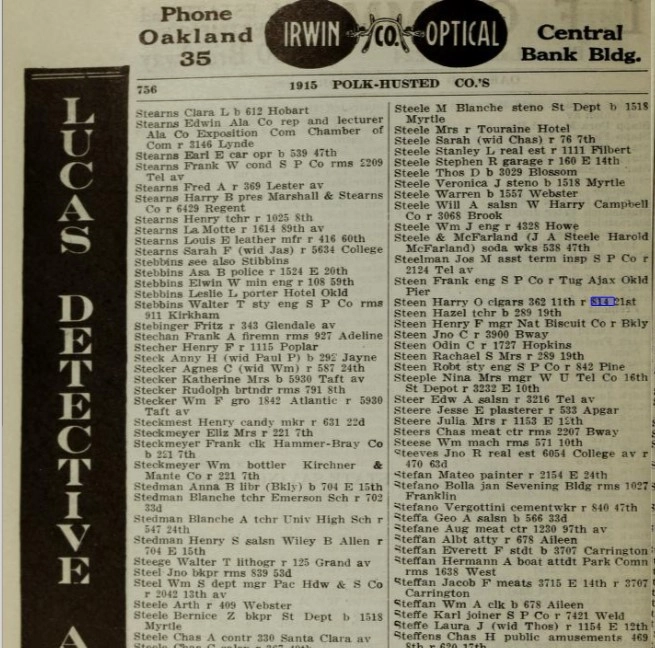 Phone
Oakland
35
IRWIN CO. OPTICAL
Central
Bank Bldg.
756
1915 POLK-HUSTED CO.'S
LUCAS DETECTIVE A
Stearns Clara L b 612 Hobart
Stearns Edwin Ala Co rep and lecturer
Ala Co Exposition Com Chamber of
Com r 3146 Lynde
Stearns Earl E car opr b 539 47th
Stearns Frank W cond S P Co rms 2209
Tel av
Stearns Fred A r 369 Lester av
Stearns Harry B pres Marshall & Stearns
Co r 6429 Regent
Stearns Henry tchr r 1025 8th
Stearns La Motte r 1614 89th av
Stearns Louis E leather mfr r 416 60th
Stearns Sarah F (wid Jas) r 5634 College
Stebbins see also Stibbins
Stebbins Asa B police r 1524 E 20th
Stebbins Elwin W min eng r 108 59th
Stebbins Leslie L porter Hotel Okld
Stebbins Walter T sty eng S P Co rms
911 Kirkham
Stebinger Fritz r 343 Glendale av
Stechan Frank A firemn rms 927 Adeline
Stecher Henry F r 1115 Poplar
Steck Anny H (wid Paul P) b 292 Jayne
Stecker Agnes C (wid Wm) r 587 24th
Stecker Katherine Mrs b 5930 Taft av
Stecker Rudolph brtndr rms 791 8th
Stecker Wm F gro 1842 Atlantic r 5930
Taft av
Steckmest Henry candy mkr r 631 22d
Steckmeyer Eliz Mrs r 221 7th
Steckmeyer Frank clk Hammer-Bray Co
b 221 7th
Steckmeyer Wm bottler Kirchner &
Mante Co r 221 7th
Stedman Anna B libr (Bkly) b 704 E 15th
Stedman Blanche tchr Emerson Sch r 702
33d
Stedman Blanche A tchr Univ High Sch r
547 24th
Stedman Henry S salsn Wiley B Allen r
704 E 15th
Steege Walter T lithogr r 125 Grand av
Steel Jno bkpr rms 839 53d
Steel Wm S dept mgr Pac Hdw & S Co
r 2042 13th av
Steele Arth r 409 Webster
Steele Bernice Z bkpr St Dept b 1518
Myrtle
Steele Chas A contr 330 Santa Clara av
Steele M Blanche steno St Dept b 1518
Myrtle
Steele Mrs r Touraine Hotel
Steele Sarah (wid Chas) r 76 7th
Steele Stanley L real est r 1111 Filbert
Steele Stephen R garage r 160 E 14th
Steele Thos D b 3029 Blossom
Steele Veronica J steno b 1518 Myrtle
Steele Warren b 1557 Webster
Steele Will A salsn W Harry Campbell
Co r 3068 Brook
Steele Wm J eng r 4328 Howe
Steele & McFarland (J A Steele Harold
McFarland) soda wks 538 47th
Steelman Jos M asst term insp S P Co r
2124 Tel av
Steen Frank eng S P Co r Tug Ajax Okld
Pier
Steen Harry O cigars 362 11th r 814 21st
Steen Hazel tchr b 289 19th
Steen Henry F mgr Nat Biscuit Co r Bkly
Steen Jno C r 3900 Bway
Steen Odin C r 1727 Hopkins
Steen Rachael S Mrs r 289 19th
Steen Robt sty eng S P Co r 842 Pine
Steeple Nina Mrs mgr W U Tel Co 16th
St Depot r 3232 E 10th
Steer Edw A salsn r 3216 Tel av
Steere Jesse E plasterer r 533 Apgar
Steere Julia Mrs r 1153 E 12th
Steers Chas meat ctr rms 2207 Bway
Steese Wm mach rms 571 10th
Steeves Jno R real est 6054 College av r
470 63d
Stefan Mateo painter r 2154 E 24th
Stefano Bolla jan Sevening Bldg rms 1027
Franklin
Stefano Vergottini cementwkr r 840 47th
Steffa Geo A salsn b 566 33d
Stefane Aug meat ctr 1230 97th av
Steffan Albt atty r 678 Aileen
Steffan Everett F stdt b 3707 Carrington
Steffan Hermann A boat attdt Park Comn
rms 1638 West
Steffan Jacob F meats 3715 E 14th r 3707
Carrington
Steffan Wm A clk b 678 Aileen
Steffe Karl joiner S P Co r 7421 Weld
Steffe Laura J (wid Thos) r 1154 E 12th
Steffens Chas H public amusements 469